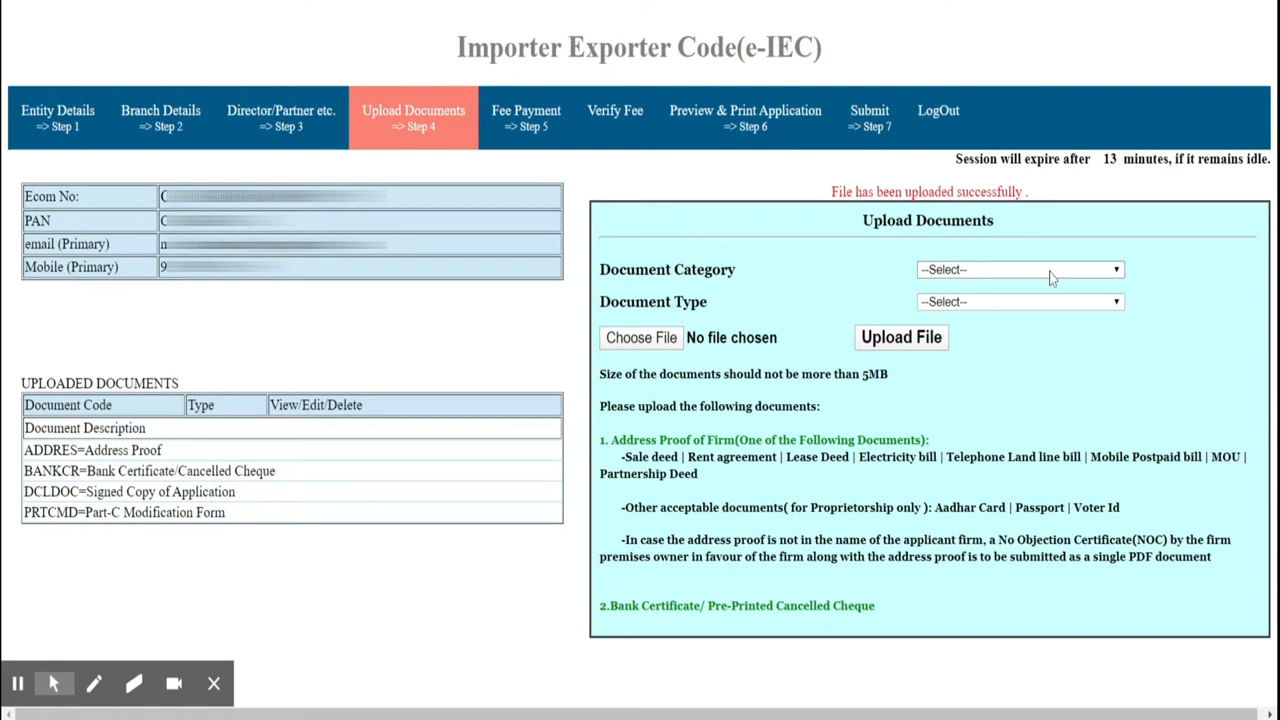 Importer Exporter Code(e-IEC)
Entity Details
=> Step 1
Branch Details
=> Step 2
Director/Partner etc.
=> Step 3
Upload Documents
=> Step 4
Fee Payment
=> Step 5
Verify Fee
Preview & Print Application
=> Step 6
Submit
=> Step 7
LogOut
Session will expire after 13 minutes, if it remains idle.
Ecom No:
PAN
email (Primary)
Mobile (Primary)
UPLOADED DOCUMENTS
Document Code Type View/Edit/Delete
Document Description
ADDRES=Address Proof
BANKCR=Bank Certificate/Cancelled Cheque
DCLDOC=Signed Copy of Application
PRTCMD=Part-C Modification Form
File has been uploaded successfully .
Upload Documents
Document Category --Select--
Document Type --Select--
Choose File No file chosen Upload File
Size of the documents should not be more than 5MB
Please upload the following documents:
1. Address Proof of Firm(One of the Following Documents):
-Sale deed | Rent agreement | Lease Deed | Electricity bill | Telephone Land line bill | Mobile Postpaid bill | MOU |
Partnership Deed
-Other acceptable documents( for Proprietorship only ): Aadhar Card | Passport | Voter Id
-In case the address proof is not in the name of the applicant firm, a No Objection Certificate(NOC) by the firm
premises owner in favour of the firm along with the address proof is to be submitted as a single PDF document
2.Bank Certificate/ Pre-Printed Cancelled Cheque